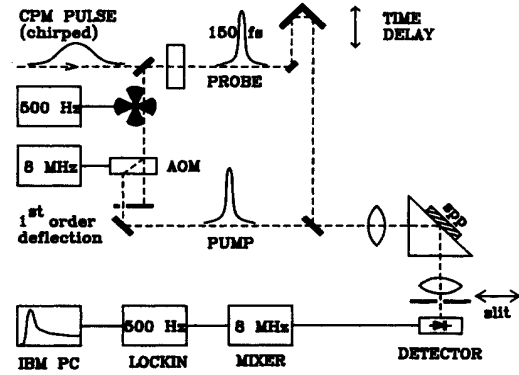 CPM PULSE
(chirped)
150 fs
TIME
DELAY
PROBE
500 Hz
8 MHz
AOM
1st order
deflection
PUMP
spp
slit
500 Hz
8 MHz
IBM PC
LOCKIN
MIXER
DETECTOR